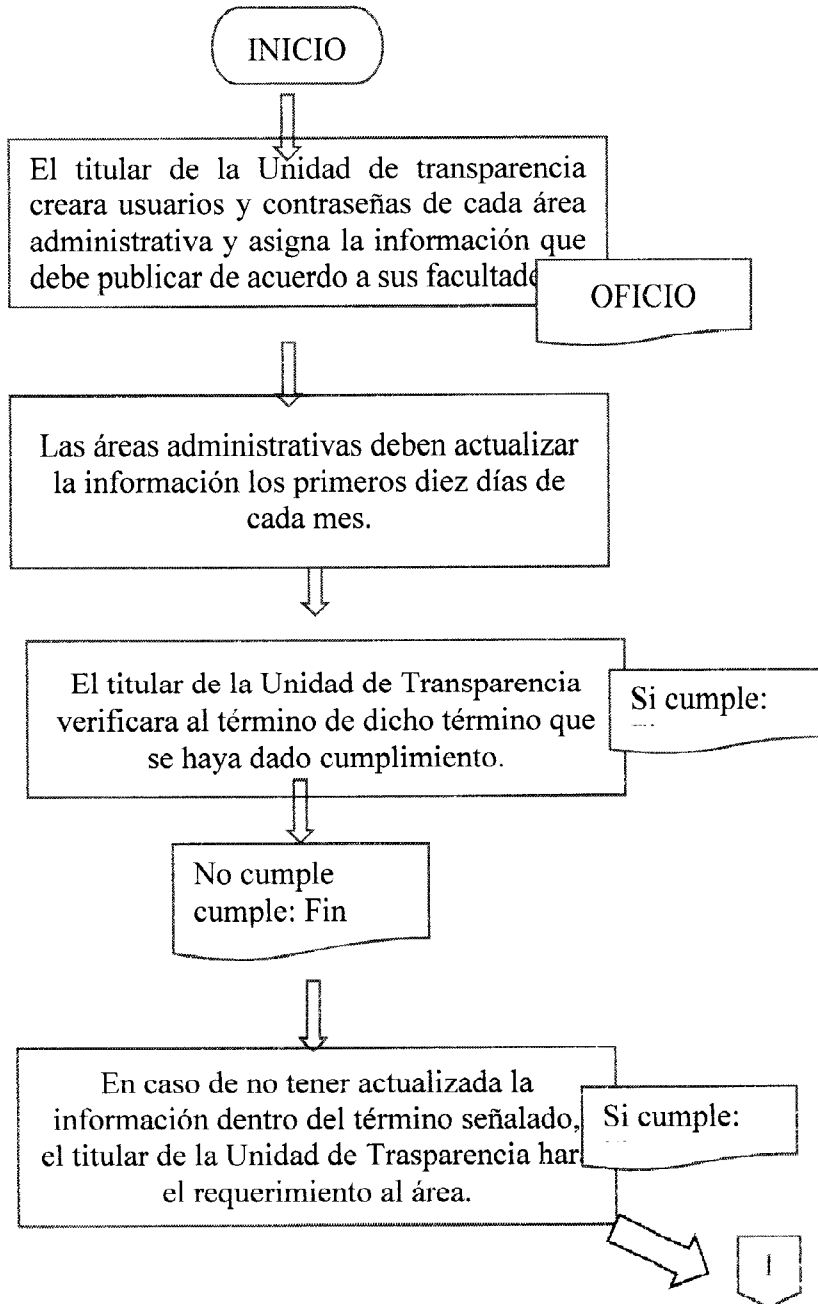 INICIO
El titular de la Unidad de transparencia
creara usuarios y contraseñas de cada área
administrativa y asigna la información que
debe publicar de acuerdo a sus facultade
OFICIO
Las áreas administrativas deben actualizar
la información los primeros diez días de
cada mes.
El titular de la Unidad de Transparencia
verificara al término de dicho término que
se haya dado cumplimiento.
Si cumple:
No cumple
cumple: Fin
En caso de no tener actualizada la
información dentro del término señalado,
el titular de la Unidad de Trasparencia har
el requerimiento al área.
Si cumple:
1